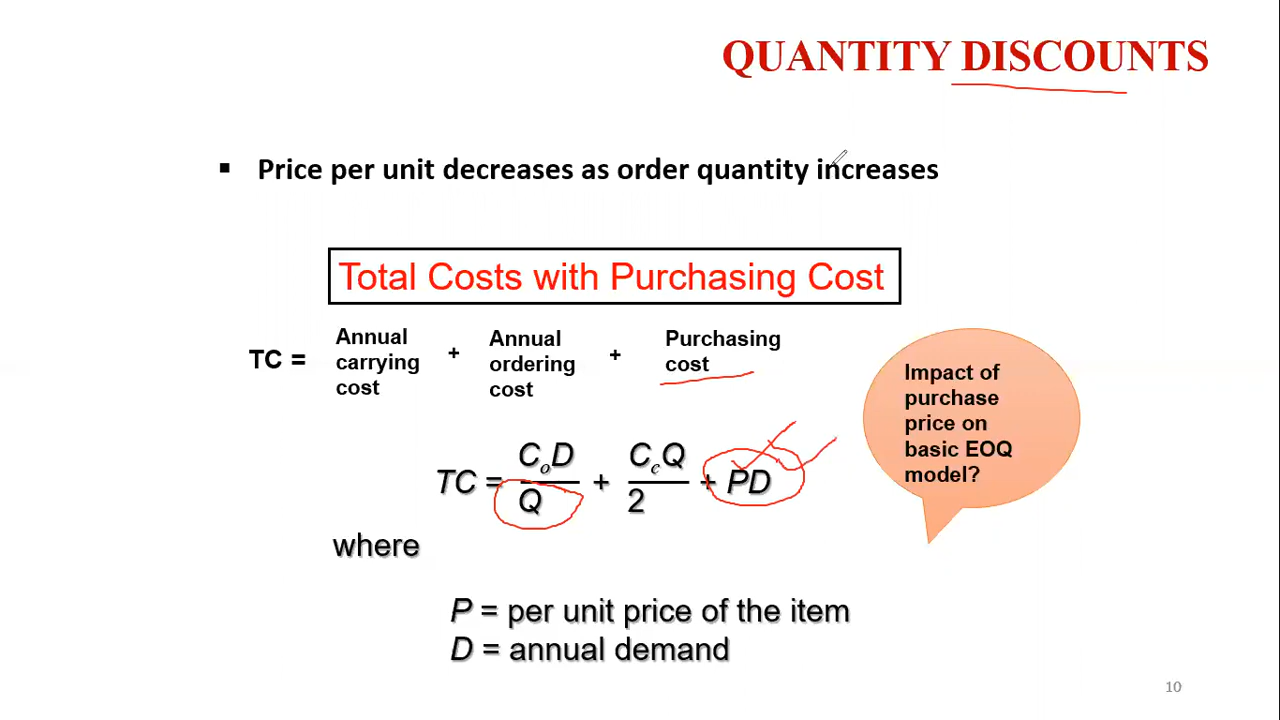 QUANTITY DISCOUNTS
▪ Price per unit decreases as order quantity increases
Total Costs with Purchasing Cost
TC = Annual carrying cost + Annual ordering cost + Purchasing cost
TC = CoD/Q + CcQ/2 + PD
Impact of
purchase
price on
basic EOQ
model?
where
P = per unit price of the item
D = annual demand
10